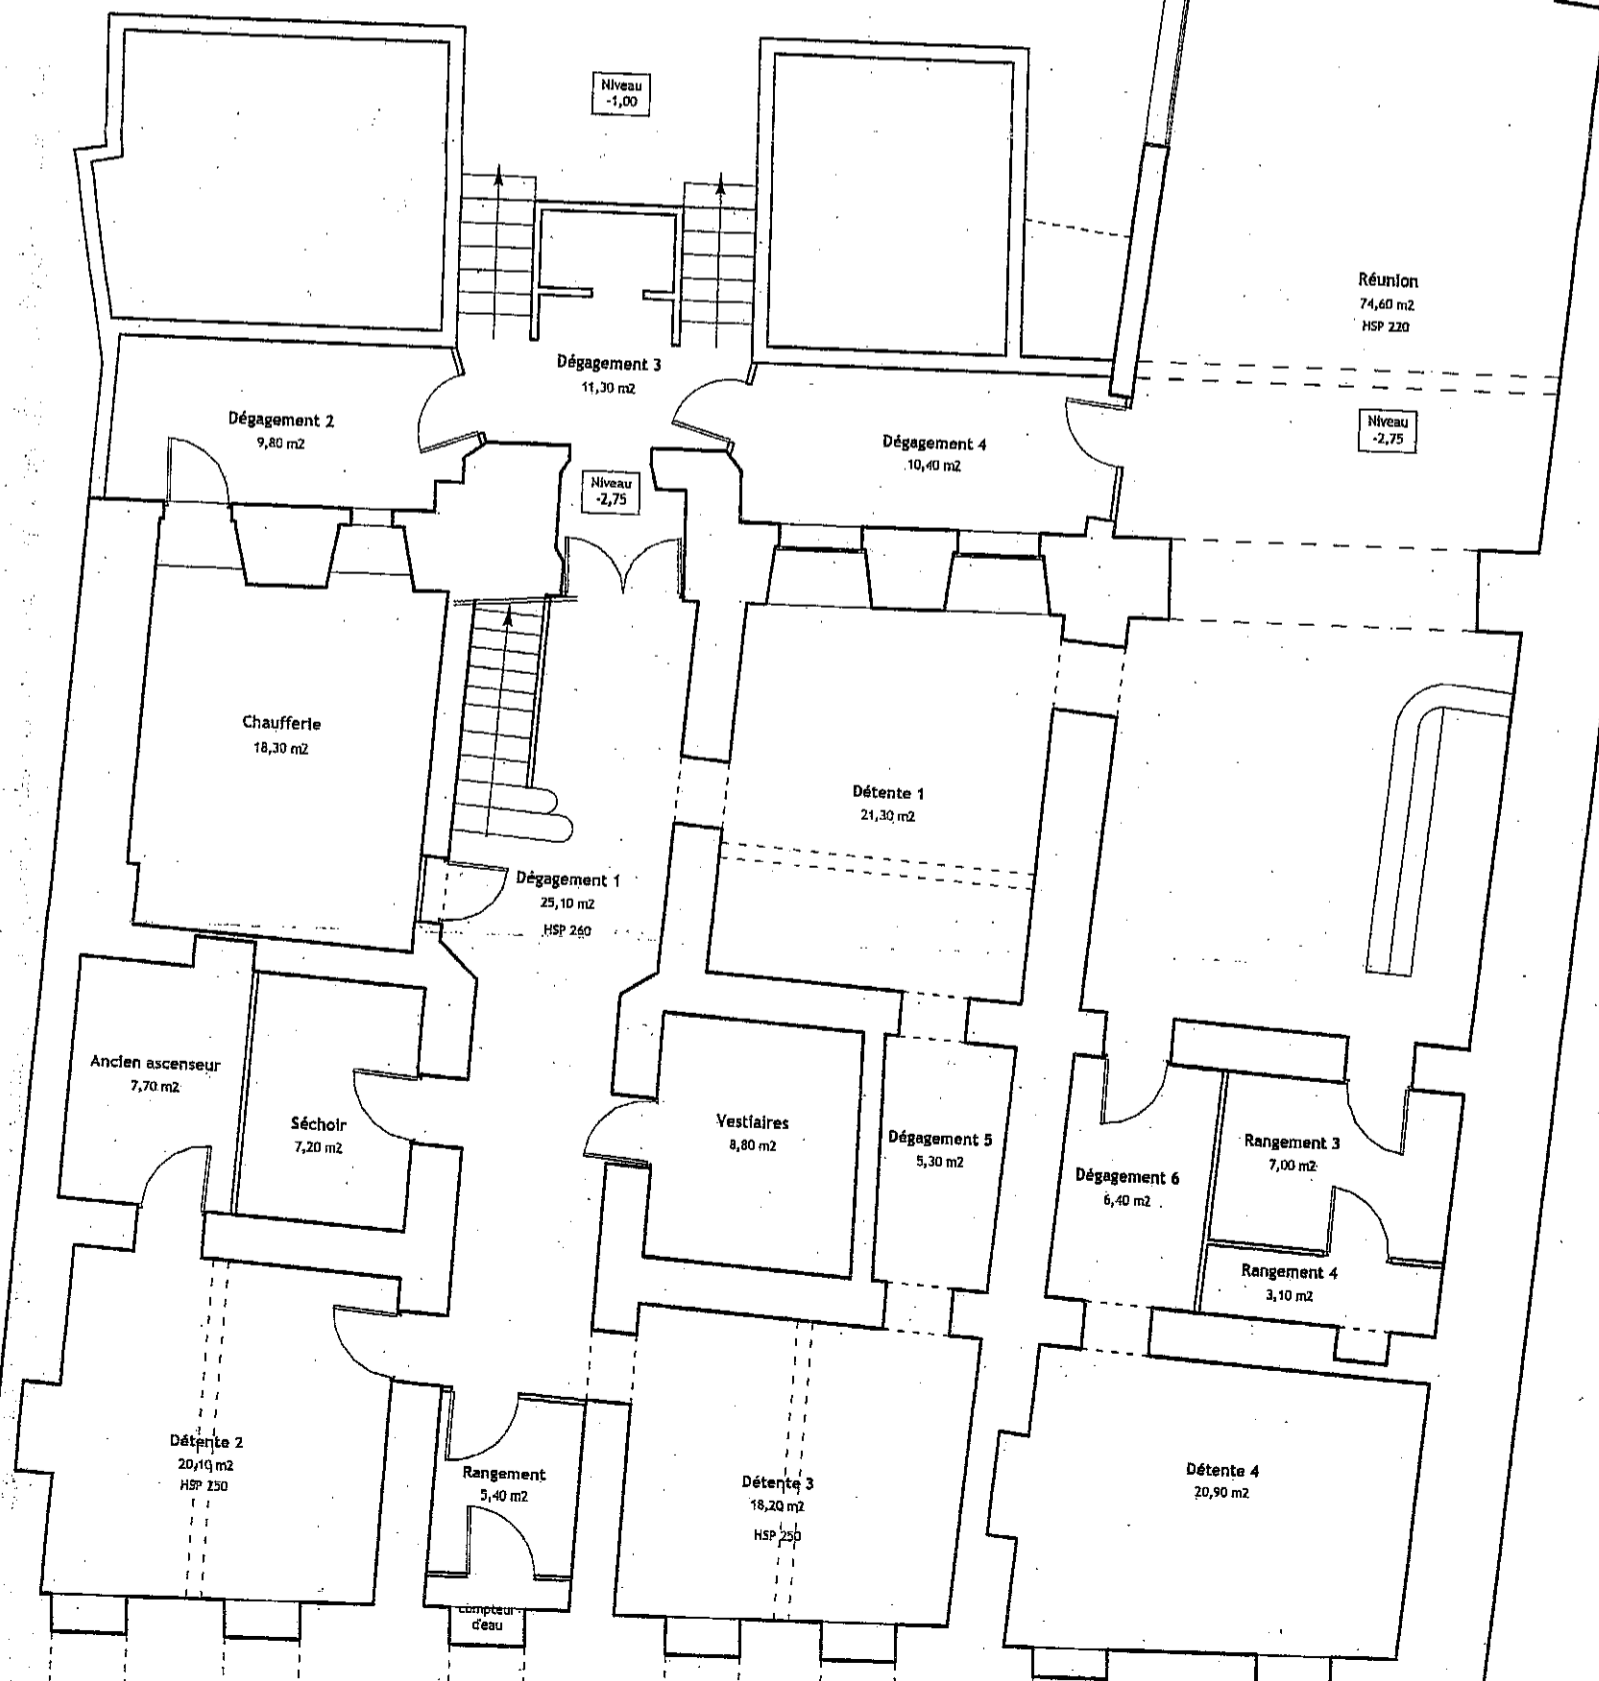 Niveau
-1,00
Réunion
74,60 m2
HSP 220
Dégagement 3
11,30 m2
Dégagement 2
9,80 m2
Niveau
-2,75
Dégagement 4
10,40 m2
Niveau
-2,75
Chaufferie
18,30 m2
Détente 1
21,30 m2
Dégagement 1
25,10 m2
HSP 260
Ancien ascenseur
7,70 m2
Séchoir
7,20 m2
Vestiaires
8,80 m2
Dégagement 5
5,30 m2
Dégagement 6
6,40 m2
Rangement 3
7,00 m2
Rangement 4
3,10 m2
Détente 2
20,10 m2
HSP 250
Rangement
5,40 m2
Détente 3
18,20 m2
HSP 250
Détente 4
20,90 m2
Compteur
d'eau